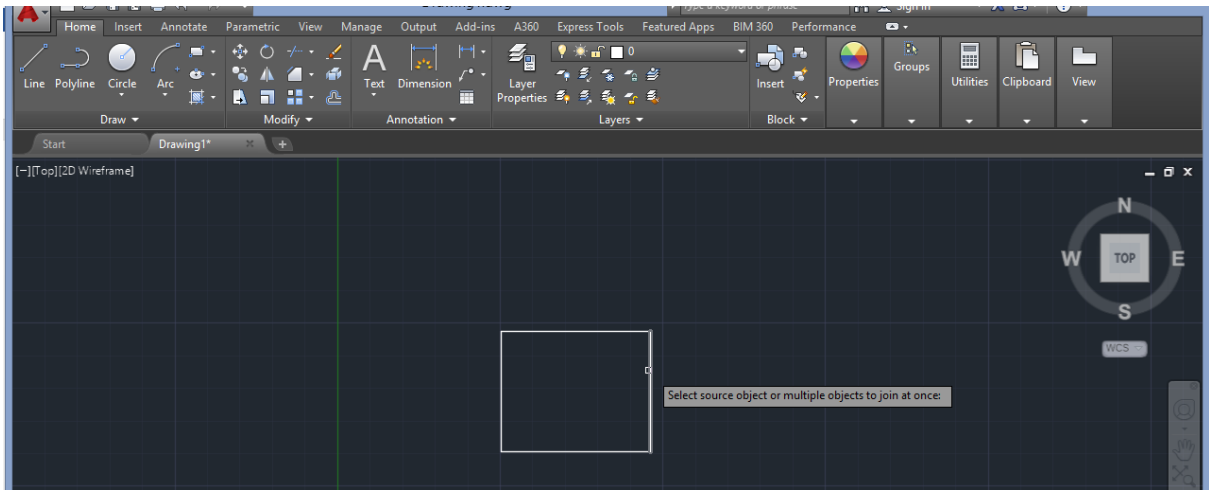 Home Insert Annotate Parametric View Manage Output Add-ins A360 Express Tools Featured Apps BIM 360 Performance
0
Line Polyline Circle Arc Text Dimension Layer Properties Insert Properties Groups Utilities Clipboard View
Draw Modify Annotation Layers Block
Start Drawing1*
[−][Top][2D Wireframe]
N
W TOP E
S
WCS
Select source object or multiple objects to join at once: